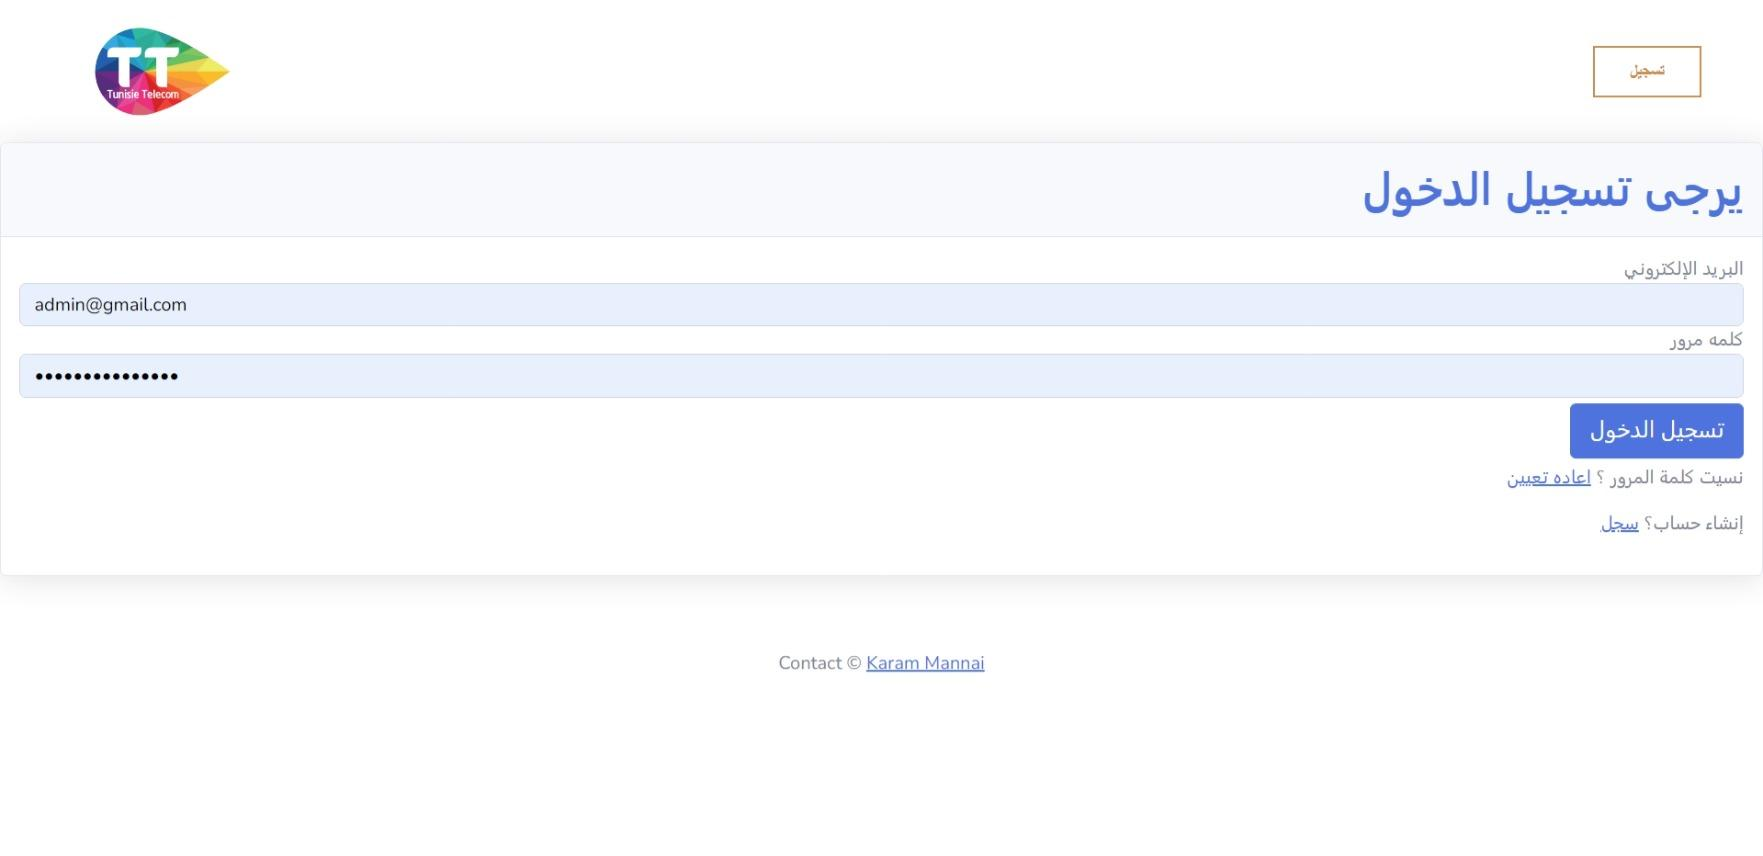 TT
Tunisie Telecom
تسجيل
يرجى تسجيل الدخول
البريد الإلكتروني
admin@gmail.com
كلمه مرور
•••••••••••••••
تسجيل الدخول
نسيت كلمة المرور ؟ اعاده تعيين
إنشاء حساب؟ سجل
Contact © Karam Mannai